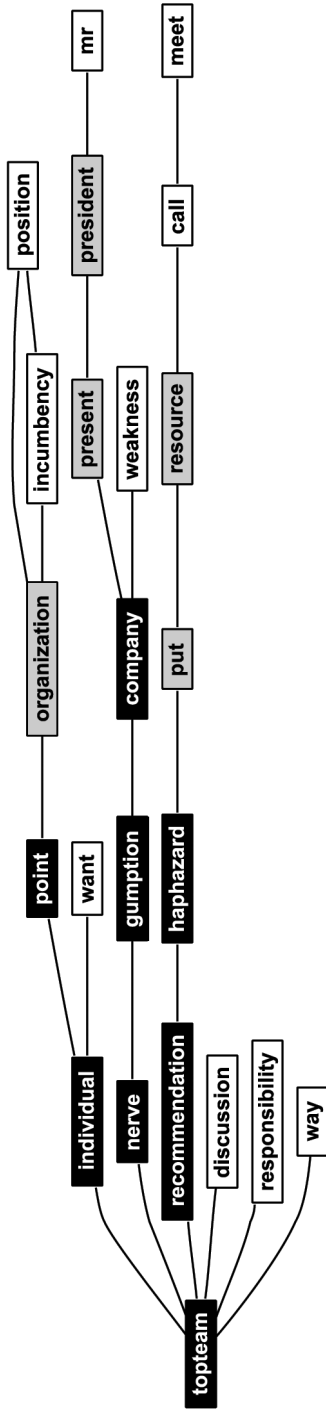 topteam
individual
nerve
recommendation
discussion
responsibility
way
point
want
gumption
haphazard
organization
company
put
incumbency
present
weakness
resource
position
president
call
mr
meet